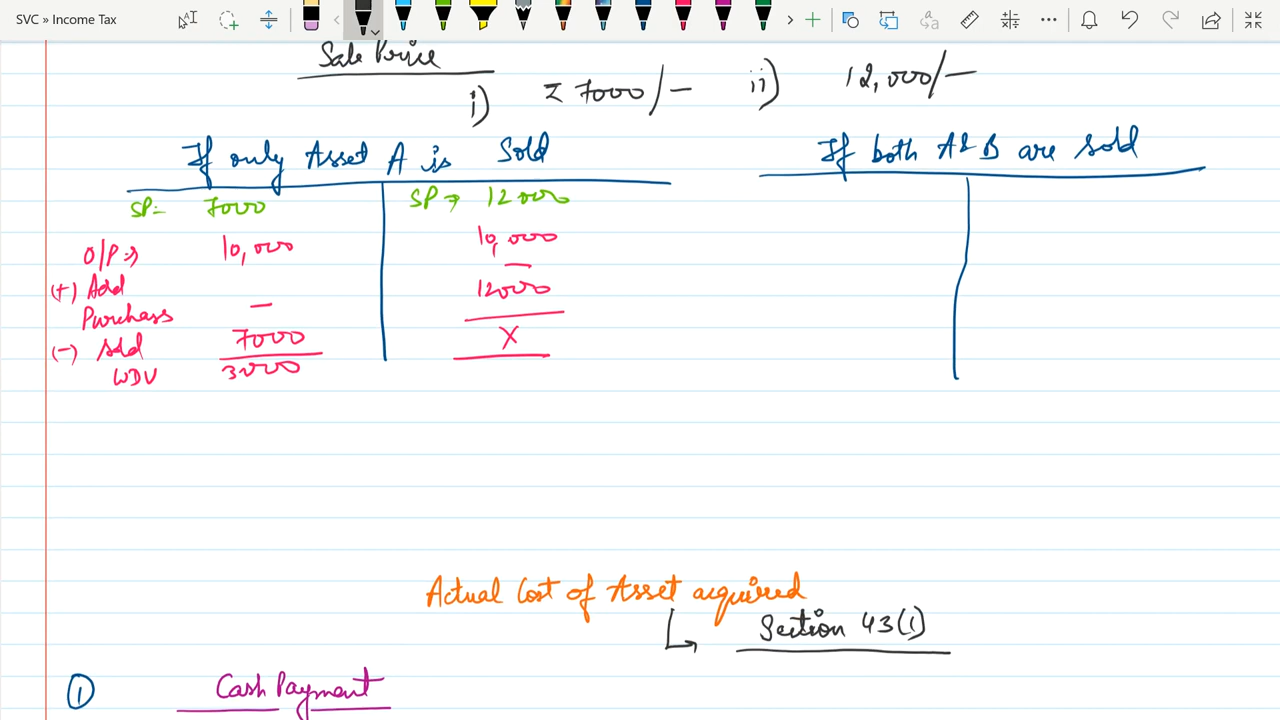 SVC » Income Tax
Sale Price
i) ₹ 7000/- ii) 12,000/-
If only Asset A is Sold
If both A & B are sold
SP= 7000
SP ⇒ 12000
O/P ⇒ 10,000 10,000
(+) Add
Purchases — —
(-) sold 7000 12000
WDV 3000 X
Actual Cost of Asset acquired
↳ Section 43(1)
① Cash Payment